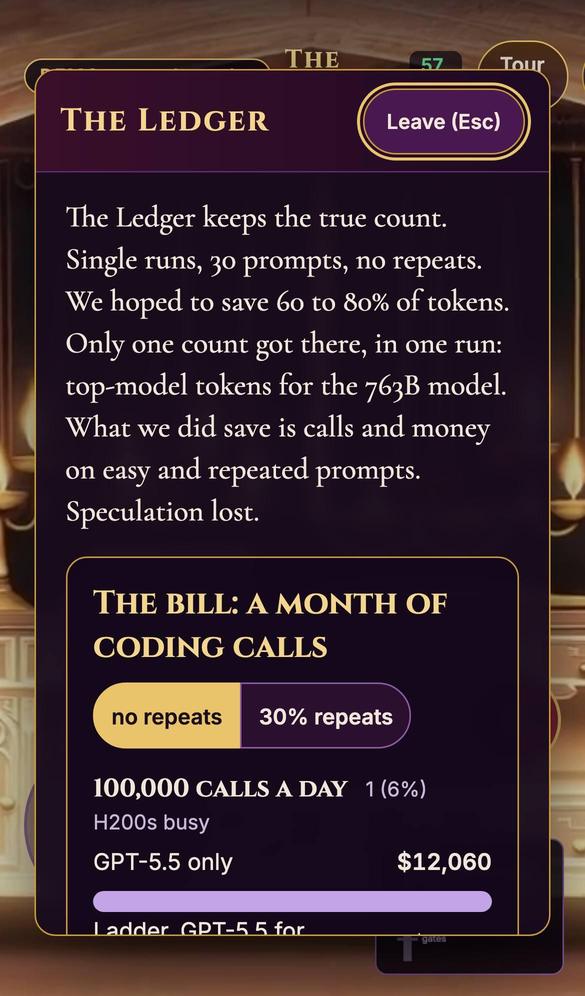 THE
57
Tour
THE LEDGER
Leave (Esc)
The Ledger keeps the true count.
Single runs, 30 prompts, no repeats.
We hoped to save 60 to 80% of tokens.
Only one count got there, in one run:
top-model tokens for the 763B model.
What we did save is calls and money
on easy and repeated prompts.
Speculation lost.
THE BILL: A MONTH OF
CODING CALLS
no repeats
30% repeats
100,000 CALLS A DAY 1 (6%)
H200s busy
GPT-5.5 only $12,060
Ladder, GPT-5.5 for
gates